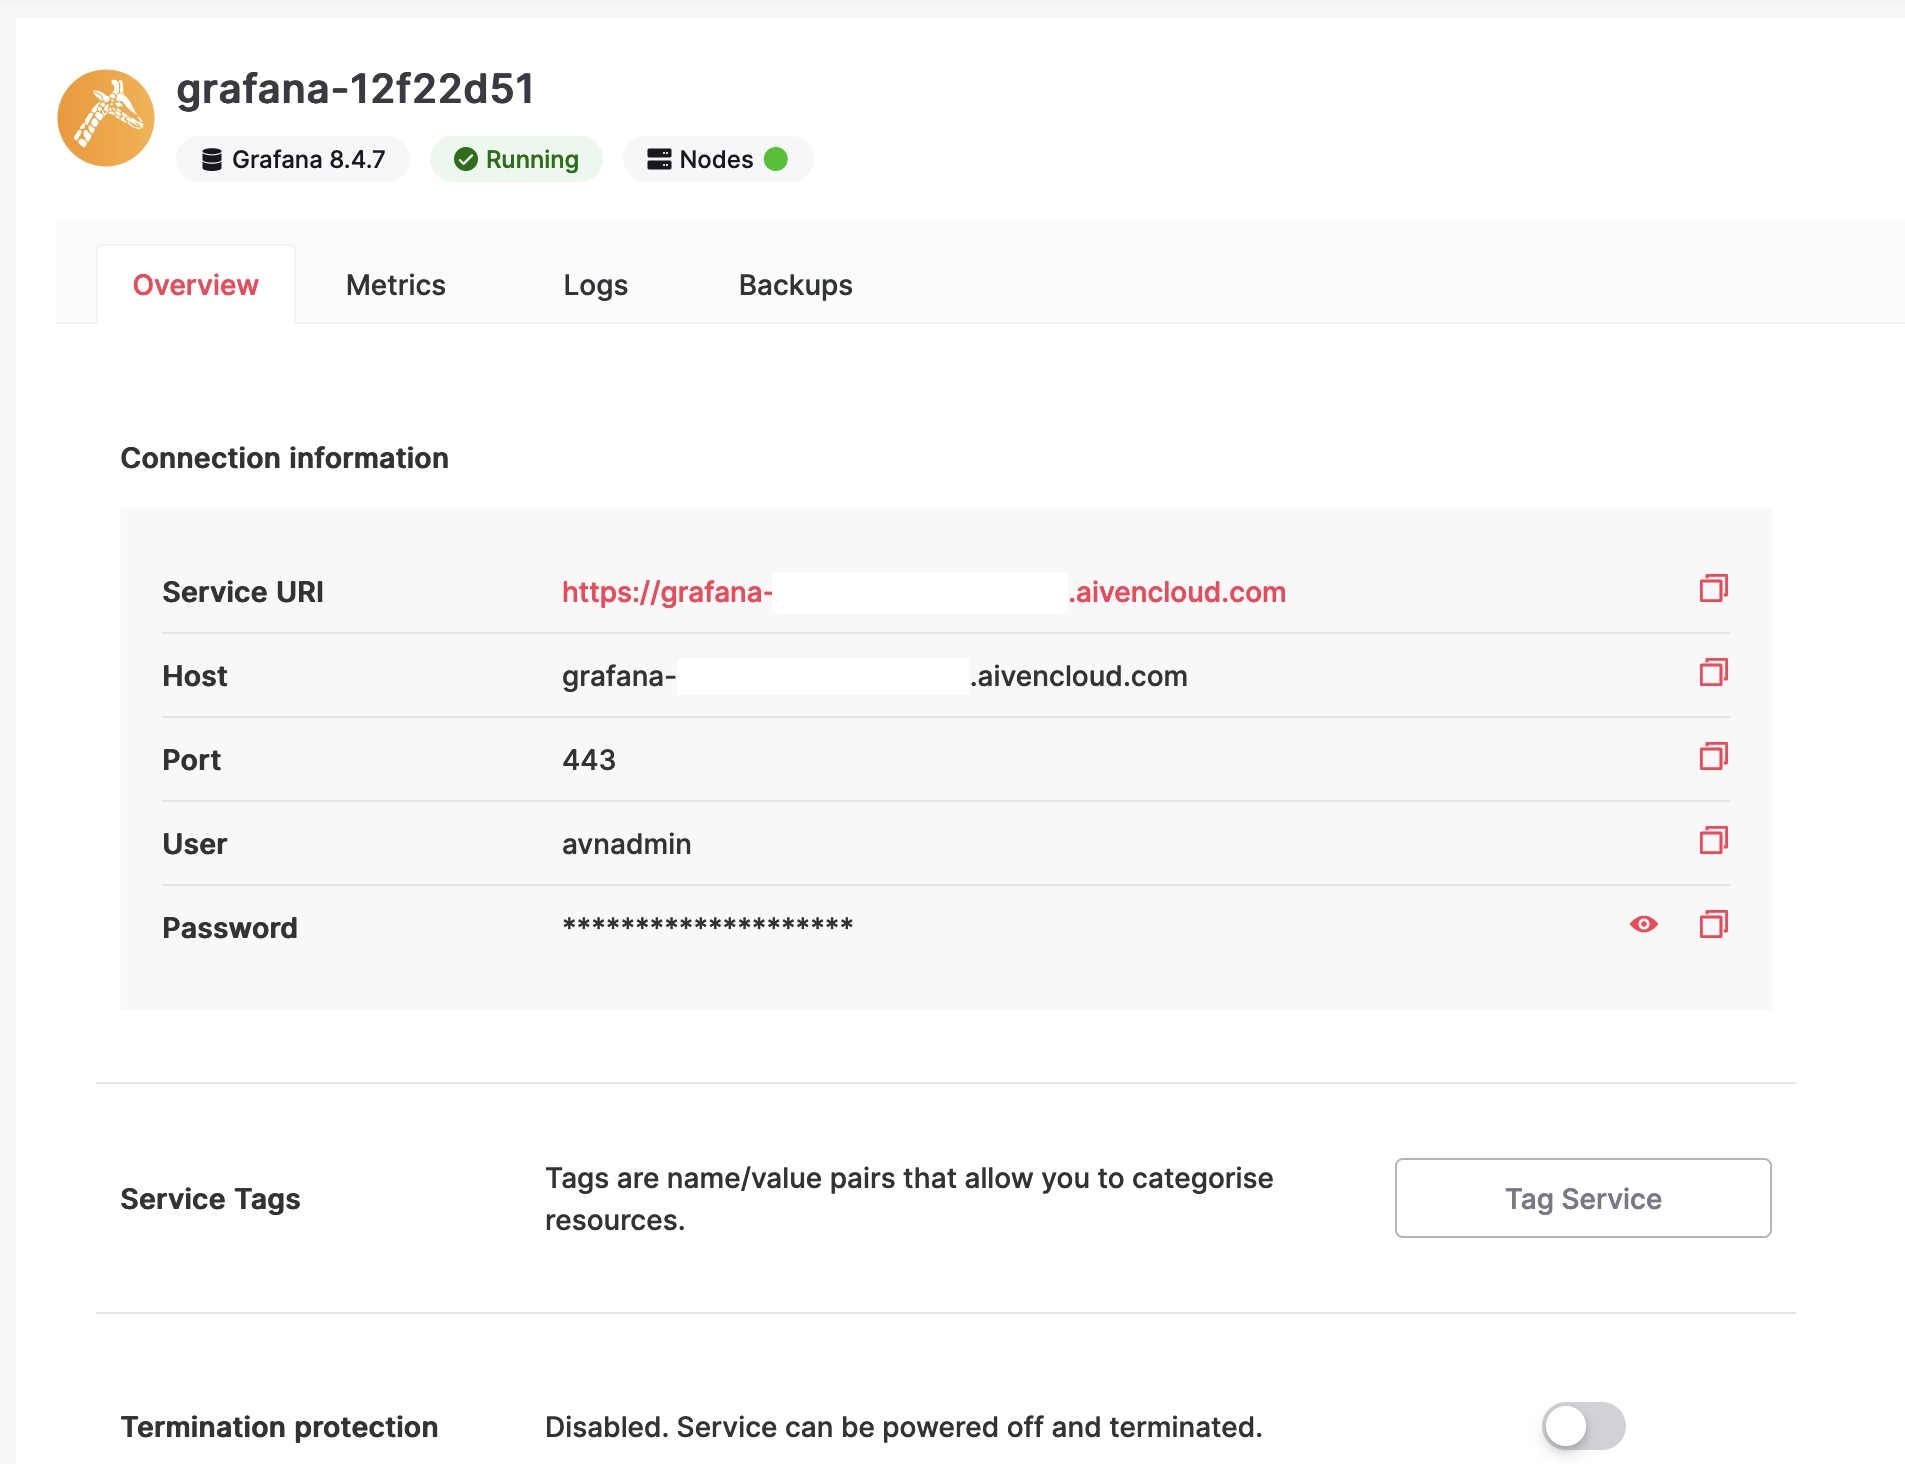 grafana-12f22d51
Grafana 8.4.7 Running Nodes
Overview Metrics Logs Backups
Connection information
Service URI https://grafana- .aivencloud.com
Host grafana- .aivencloud.com
Port 443
User avnadmin
Password ********************
Service Tags
Tags are name/value pairs that allow you to categorise
resources.
Tag Service
Termination protection Disabled. Service can be powered off and terminated.